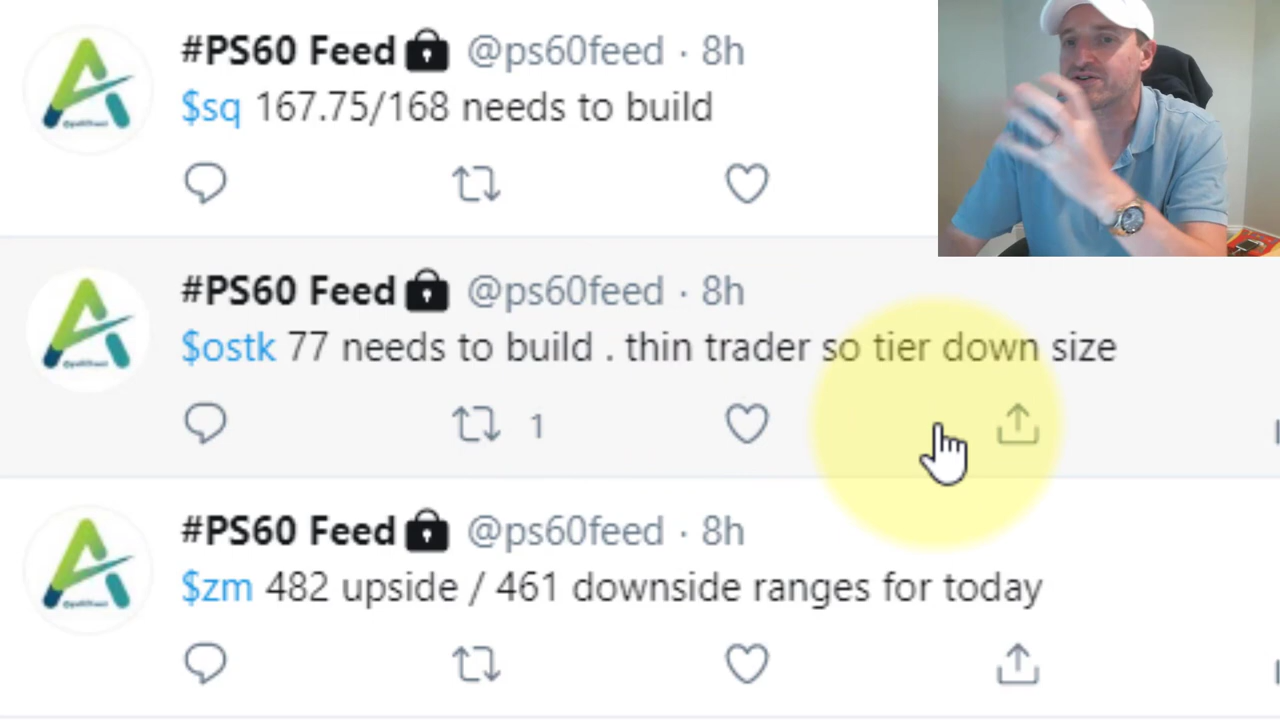 #PS60 Feed @ps60feed · 8h
$sq 167.75/168 needs to build
#PS60 Feed @ps60feed · 8h
$ostk 77 needs to build . thin trader so tier down size
1
#PS60 Feed @ps60feed · 8h
$zm 482 upside / 461 downside ranges for today